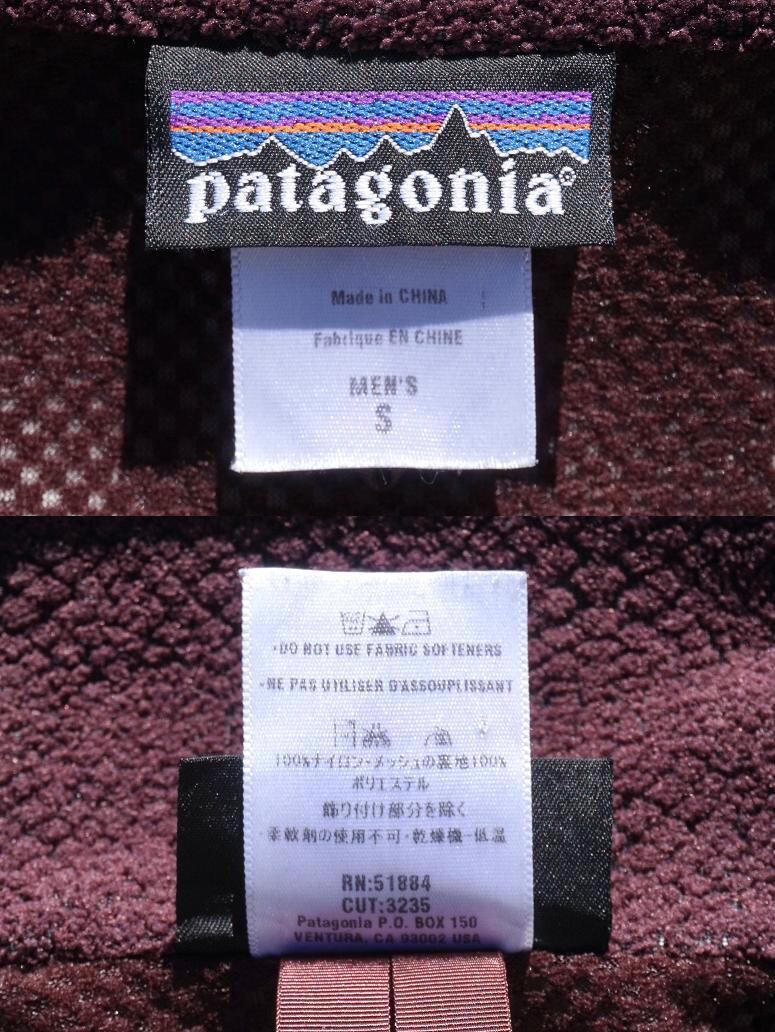 patagonia®
Made in CHINA
Fabriqué EN CHINE
MEN'S
S
·DO NOT USE FABRIC SOFTENERS
·NE PAS UTILISER D'ASSOUPLISSANT
100%ナイロン・メッシュの裏地100%
ポリエステル
飾り付け部分を除く
柔軟剤の使用不可・乾燥機-低温
RN:51884
CUT:3235
Patagonia P.O. BOX 150
VENTURA, CA 93002 USA